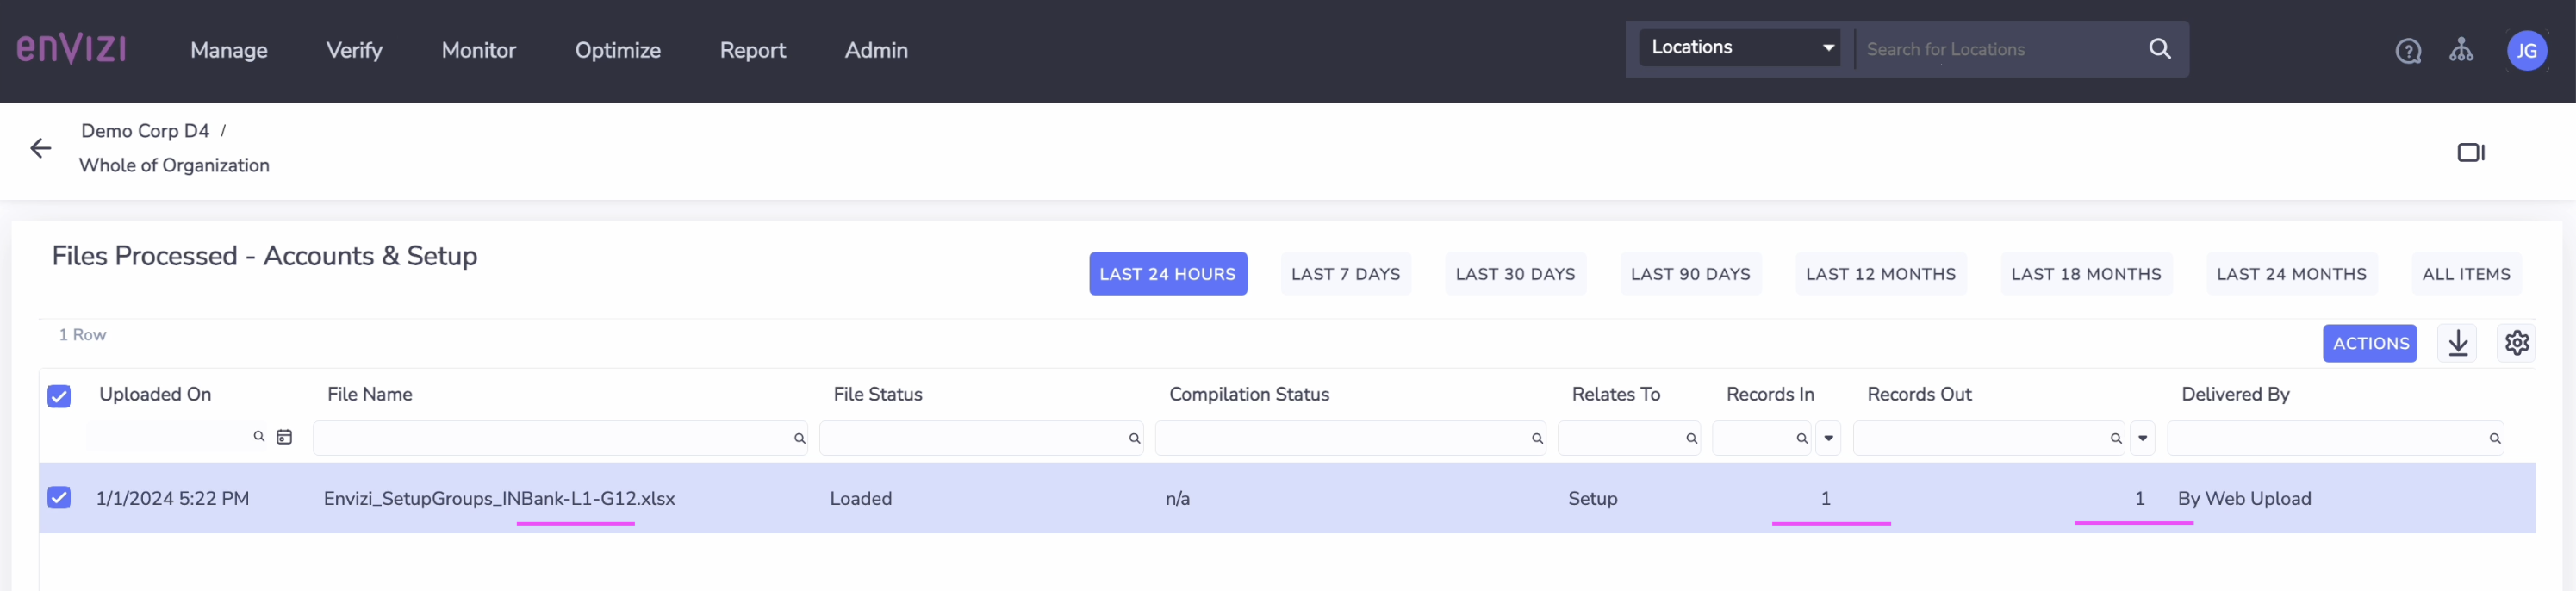 enVIZI Manage Verify Monitor Optimize Report Admin Locations Search for Locations JG
Demo Corp D4 /
Whole of Organization
Files Processed - Accounts & Setup
LAST 24 HOURS LAST 7 DAYS LAST 30 DAYS LAST 90 DAYS LAST 12 MONTHS LAST 18 MONTHS LAST 24 MONTHS ALL ITEMS
1 Row
ACTIONS
Uploaded On File Name File Status Compilation Status Relates To Records In Records Out Delivered By
1/1/2024 5:22 PM Envizi_SetupGroups_INBank-L1-G12.xlsx Loaded n/a Setup 1 1 By Web Upload